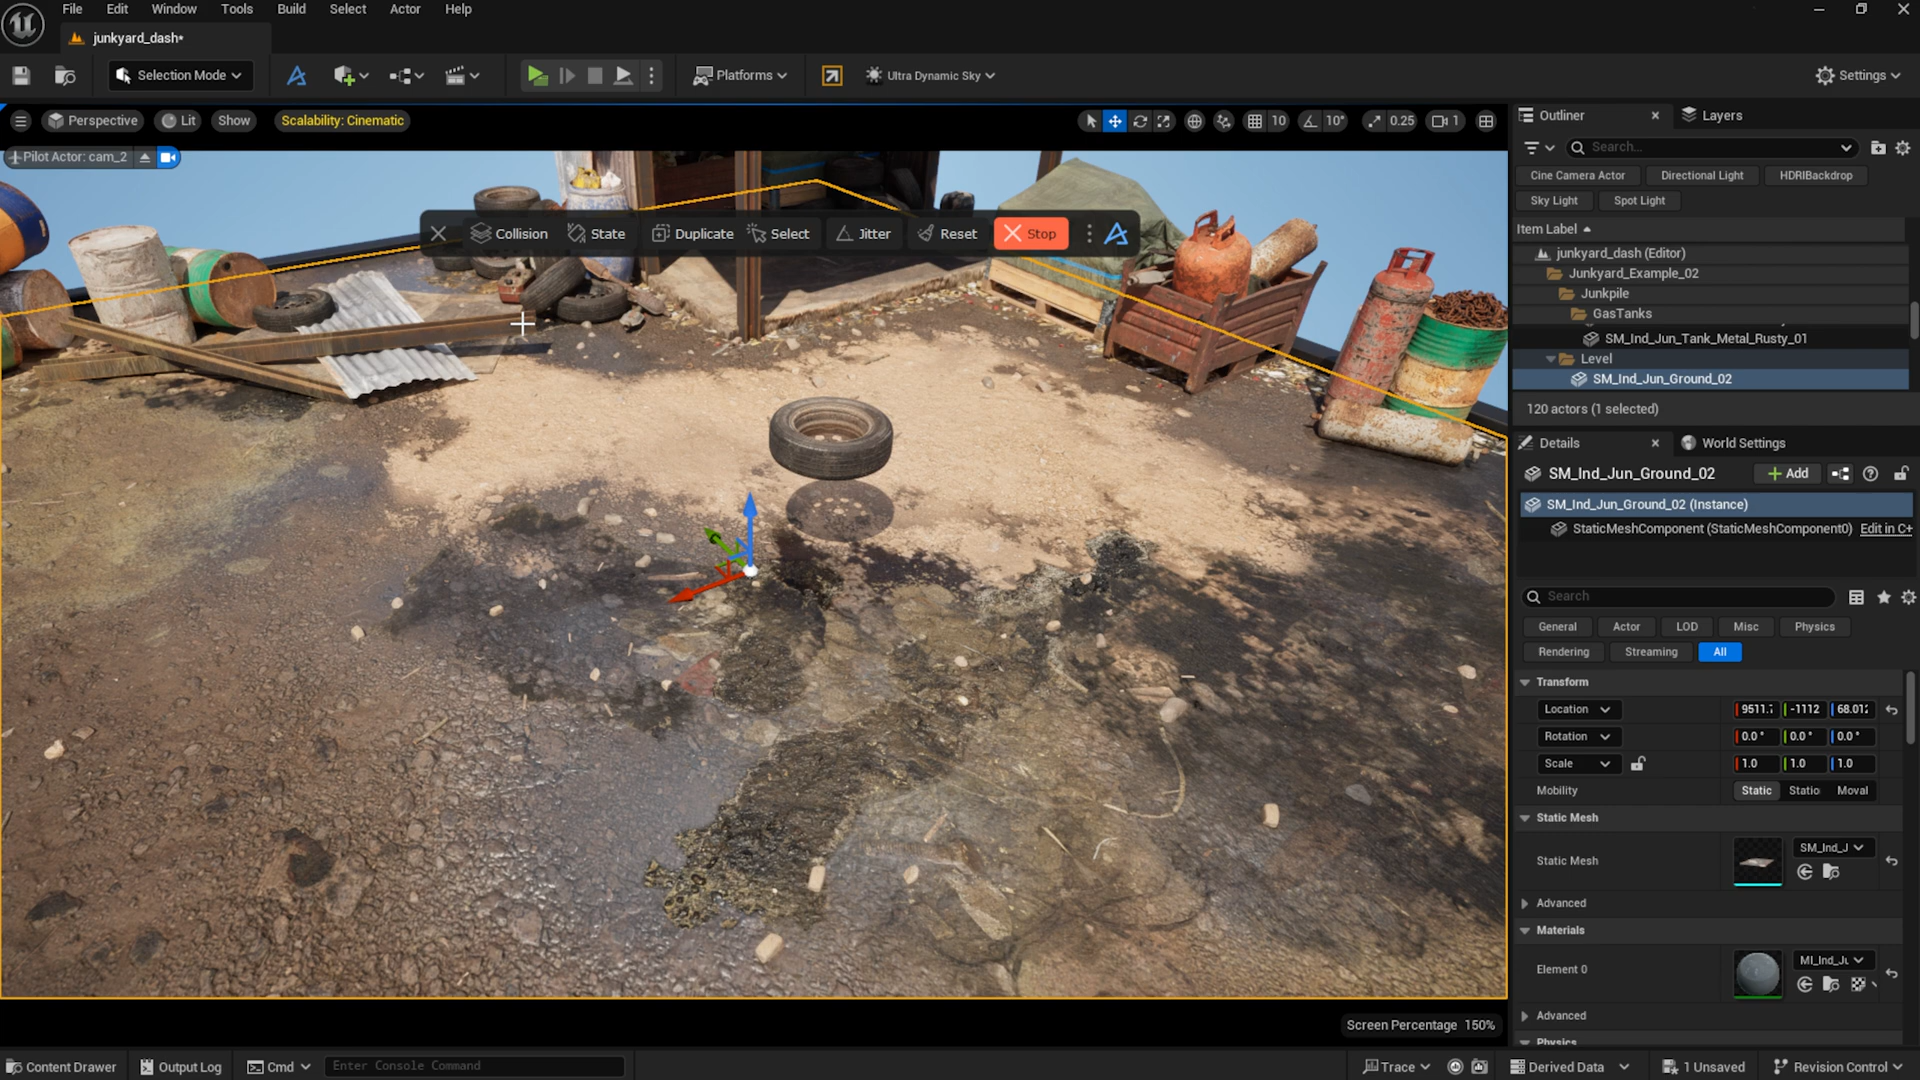 File Edit Window Tools Build Select Actor Help
junkyard_dash*
Selection Mode
Platforms
Ultra Dynamic Sky
Settings
Perspective Lit Show Scalability: Cinematic
10 10° 0.25 1
Pilot Actor: cam_2
Collision State Duplicate Select Jitter Reset Stop
Outliner Layers
Search...
Cine Camera Actor Directional Light HDRIBackdrop
Sky Light Spot Light
Item Label
junkyard_dash (Editor)
Junkyard_Example_02
Junkpile
GasTanks
SM_Ind_Jun_Tank_Metal_Rusty_01
Level
SM_Ind_Jun_Ground_02
120 actors (1 selected)
Details World Settings
SM_Ind_Jun_Ground_02 Add
SM_Ind_Jun_Ground_02 (Instance)
StaticMeshComponent (StaticMeshComponent0) Edit in C+
Search
General Actor LOD Misc Physics
Rendering Streaming All
Transform
Location 9511. -1112 68.01
Rotation 0.0° 0.0° 0.0°
Scale 1.0 1.0 1.0
Mobility Static Statio Moval
Static Mesh
Static Mesh SM_Ind_J
Advanced
Materials
Element 0 MI_Ind_Ju
Advanced
Physics
Screen Percentage 150%
Content Drawer Output Log Cmd Enter Console Command
Trace Derived Data 1 Unsaved Revision Control